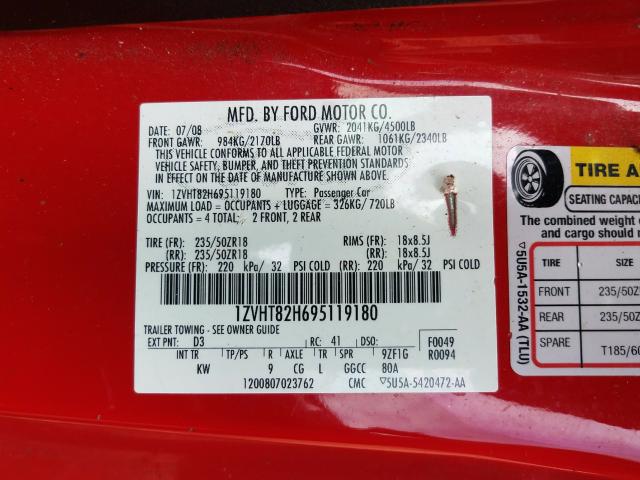 MFD. BY FORD MOTOR CO.
DATE: 07/08 GVWR: 2041KG/4500LB
FRONT GAWR: 984KG/2170LB REAR GAWR: 1061KG/2340LB
THIS VEHICLE CONFORMS TO ALL APPLICABLE FEDERAL MOTOR
VEHICLE SAFETY, BUMPER, AND THEFT PREVENTION STANDARDS
IN EFFECT ON THE DATE OF MANUFACTURE SHOWN ABOVE.
VIN: 1ZVHT82H695119180 TYPE: Passenger Car
MAXIMUM LOAD = OCCUPANTS + LUGGAGE = 326KG/720LB
OCCUPANTS = 4 TOTAL: 2 FRONT, 2 REAR
TIRE (FR): 235/50ZR18 RIMS (FR): 18x8.5J
(RR): 235/50ZR18 (RR): 18x8.5J
PRESSURE (FR): 220 kPa/ 32 PSI COLD (RR): 220 kPa/ 32 PSI COLD
1ZVHT82H695119180
TRAILER TOWING - SEE OWNER GUIDE
EXT PNT: D3 RC: 41 F0049
INT TR TP/PS R AXLE TR SPR 9ZF1G R0094
KW 9 CG L GGCC 80A
1200807023762 CMC ▽5U5A-5420472-AA
TIRE A
SEATING CAPACI
The combined weight o
and cargo should
TIRE SIZE
FRONT 235/50Z
REAR 235/50Z
SPARE T185/60
▽5U5A-1532-AA (TLU)